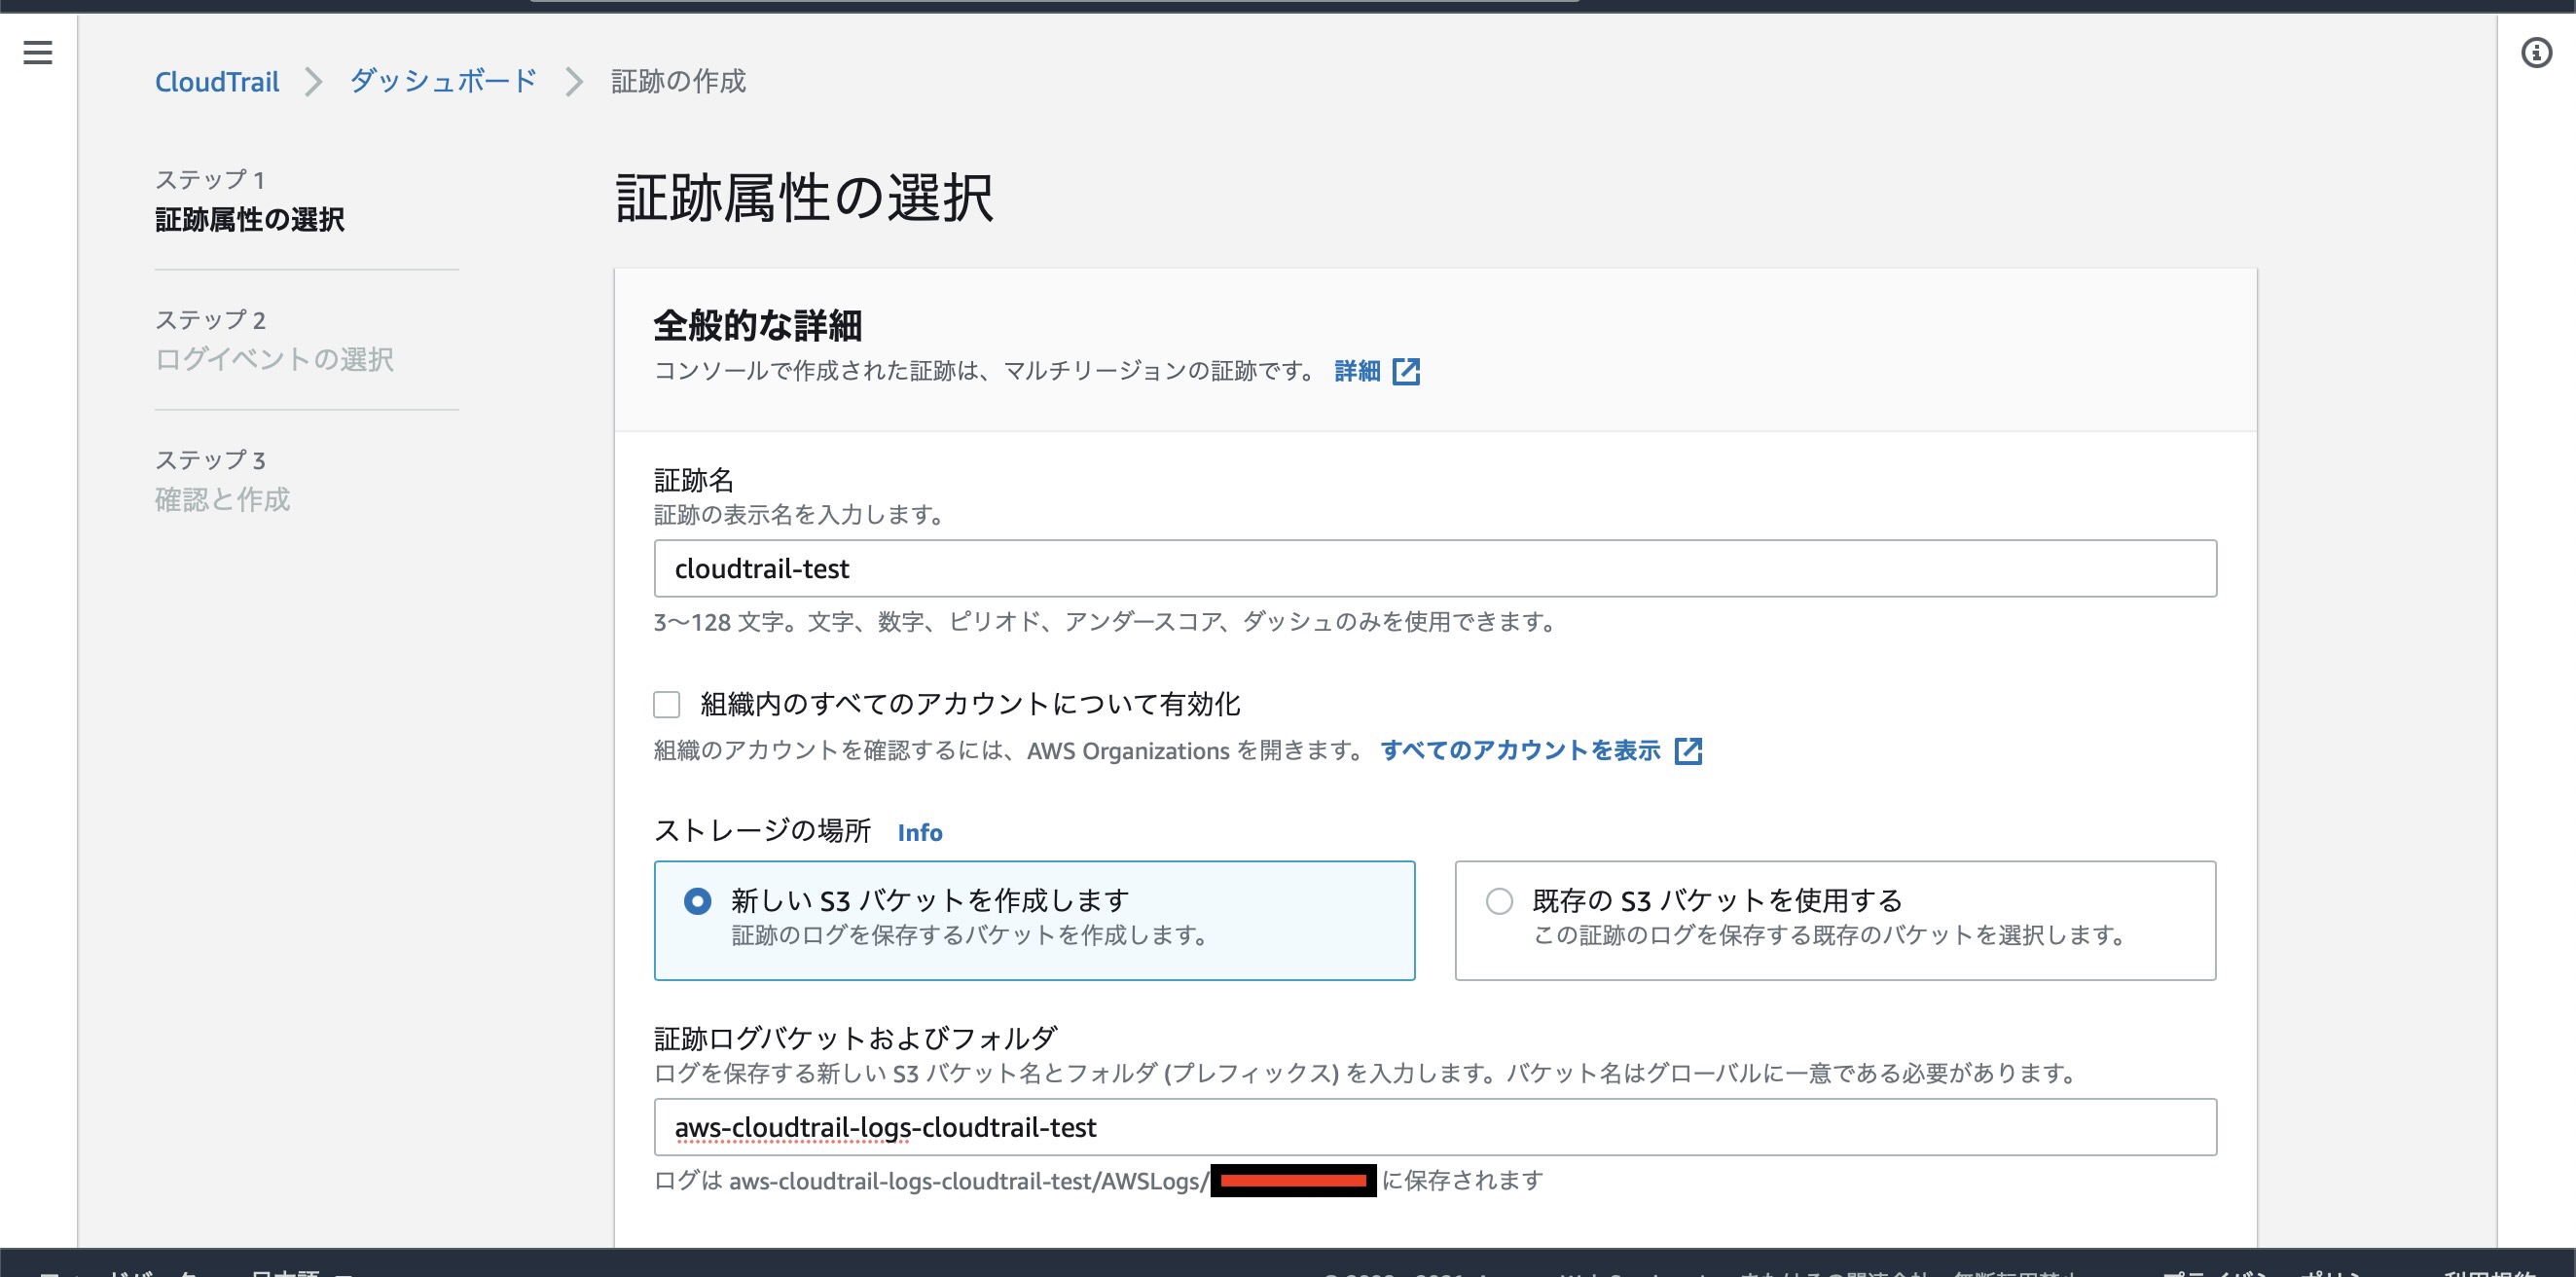 CloudTrail
ダッシュボード
証跡の作成
ステップ 1
証跡属性の選択
ステップ 2
ログイベントの選択
ステップ 3
確認と作成
証跡属性の選択
全般的な詳細
コンソールで作成された証跡は、マルチリージョンの証跡です。 詳細
証跡名
証跡の表示名を入力します。
cloudtrail-test
3〜128 文字。文字、数字、ピリオド、アンダースコア、ダッシュのみを使用できます。
組織内のすべてのアカウントについて有効化
組織のアカウントを確認するには、AWS Organizations を開きます。 すべてのアカウントを表示
ストレージの場所 Info
新しい S3 バケットを作成します
証跡のログを保存するバケットを作成します。
既存の S3 バケットを使用する
この証跡のログを保存する既存のバケットを選択します。
証跡ログバケットおよびフォルダ
ログを保存する新しい S3 バケット名とフォルダ (プレフィックス) を入力します。バケット名はグローバルに一意である必要があります。
aws-cloudtrail-logs-cloudtrail-test
ログは aws-cloudtrail-logs-cloudtrail-test/AWSLogs/ に保存されます